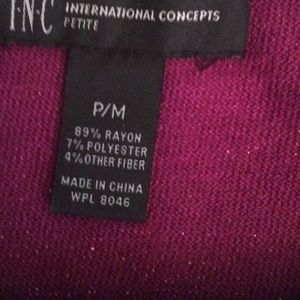 I·N·C INTERNATIONAL CONCEPTS
PETITE
P/M
89% RAYON
7% POLYESTER
4% OTHER FIBER
MADE IN CHINA
WPL 8046